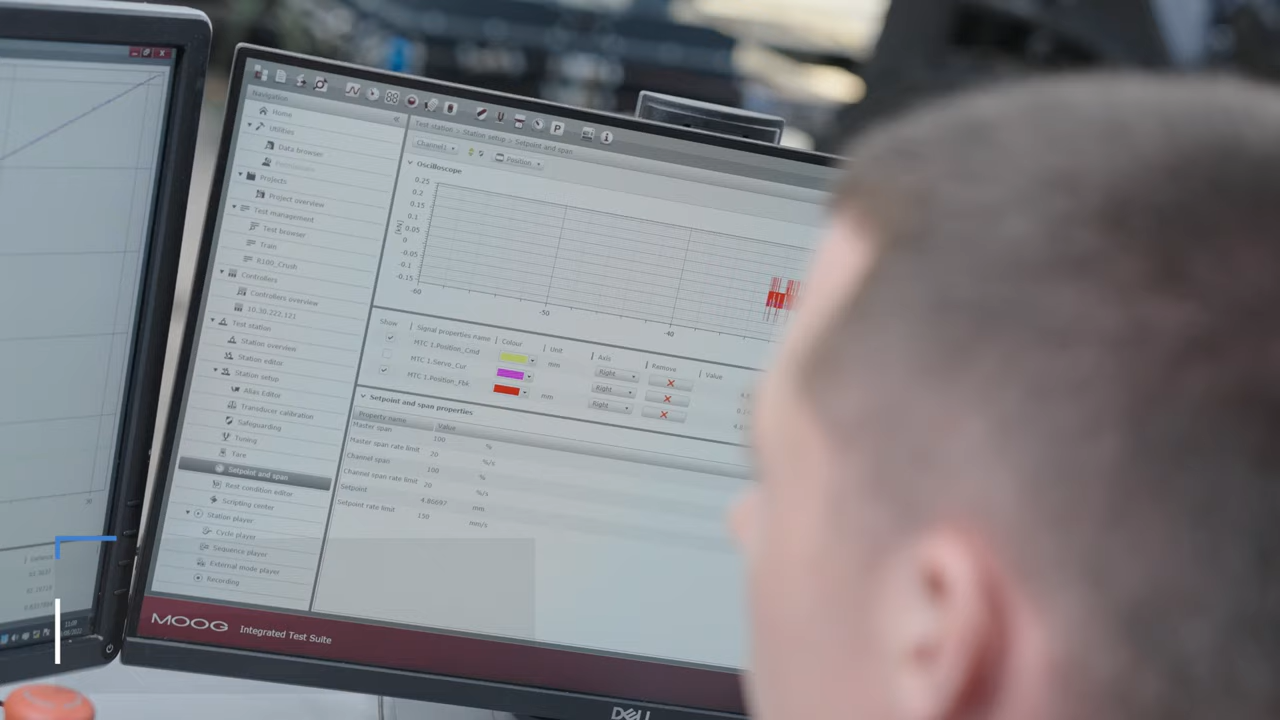 Navigation
Home
Utilities
Data browser
Projects
Project overview
Test management
Test browser
Train
R100_Crush
Controllers
Controllers overview
10.30.222.121
Test station
Station overview
Station editor
Station setup
Alias Editor
Transducer calibration
Safeguarding
Tuning
Tare
Setpoint and span
Rest condition editor
Scripting center
Station player
Cycle player
Sequence player
External mode player
Recording
P
Test station > Station setup > Setpoint and span
Channel1 Position
Oscilloscope
0.25
0.2
0.15
0.1
0.05
0
-0.05
-0.1
-0.15
[kN]
-60 -50 -40
Show Signal properties name Colour Unit Axis Remove Value
MTC 1.Position_Cmd mm Right
MTC 1.Servo_Cur Right
MTC 1.Position_Fbk mm Right
Setpoint and span properties
Property name Value
Master span 100 %
Master span rate limit 20 %/s
Channel span 100 %
Channel span rate limit 20 %/s
Setpoint 4.86697 mm
Setpoint rate limit 150 mm/s
MOOG Integrated Test Suite
DELL